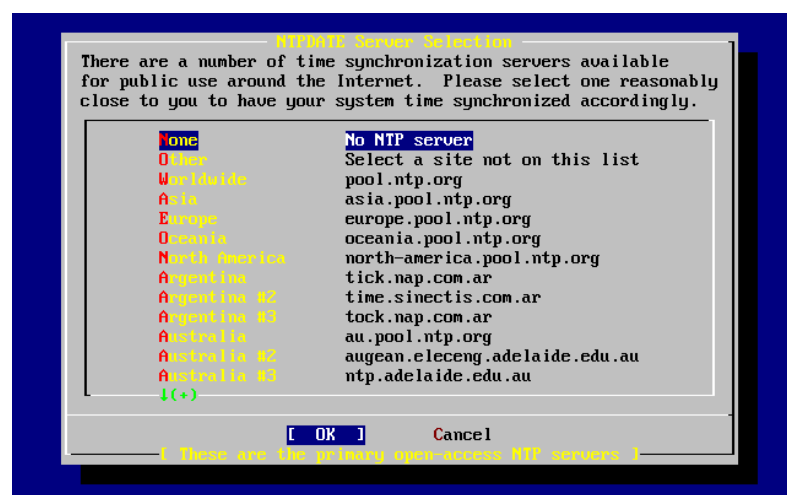 NTPDATE Server Selection
There are a number of time synchronization servers available
for public use around the Internet.  Please select one reasonably
close to you to have your system time synchronized accordingly.
None No NTP server
Other Select a site not on this list
Worldwide pool.ntp.org
Asia asia.pool.ntp.org
Europe europe.pool.ntp.org
Oceania oceania.pool.ntp.org
North America north-america.pool.ntp.org
Argentina tick.nap.com.ar
Argentina #2 time.sinectis.com.ar
Argentina #3 tock.nap.com.ar
Australia au.pool.ntp.org
Australia #2 augean.eleceng.adelaide.edu.au
Australia #3 ntp.adelaide.edu.au
↓(+)
[ OK ] Cancel
[ These are the primary open-access NTP servers ]